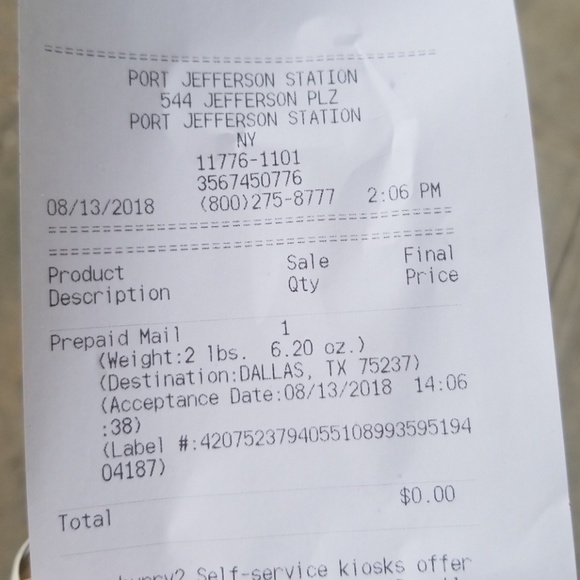 PORT JEFFERSON STATION
544 JEFFERSON PLZ
PORT JEFFERSON STATION
NY
11776-1101
3567450776
08/13/2018 (800)275-8777 2:06 PM
Product Sale Final
Description Qty Price
Prepaid Mail 1
(Weight:2 lbs. 6.20 oz.)
(Destination:DALLAS, TX 75237)
(Acceptance Date:08/13/2018 14:06
:38)
(Label #:42075237940551089935951​94
04187)
Total $0.00
Self-service kiosks offer